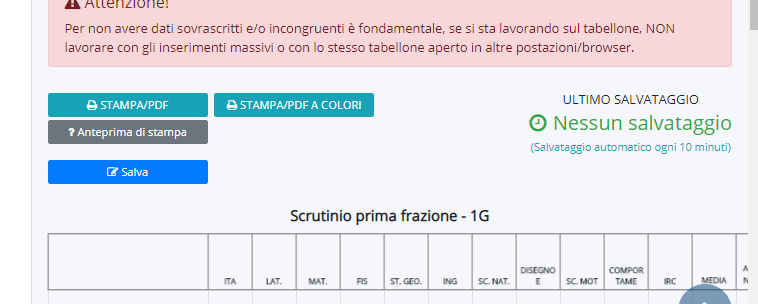 Attenzione!
Per non avere dati sovrascritti e/o incongruenti è fondamentale, se si sta lavorando sul tabellone, NON
lavorare con gli inserimenti massivi o con lo stesso tabellone aperto in altre postazioni/browser.
STAMPA/PDF
STAMPA/PDF A COLORI
? Anteprima di stampa
Salva
ULTIMO SALVATAGGIO
Nessun salvataggio
(Salvataggio automatico ogni 10 minuti)
Scrutinio prima frazione - 1G
ITA LAT. MAT. FIS ST. GEO. ING SC. NAT. DISEGNO E SC. MOT COMPORTAME IRC MEDIA